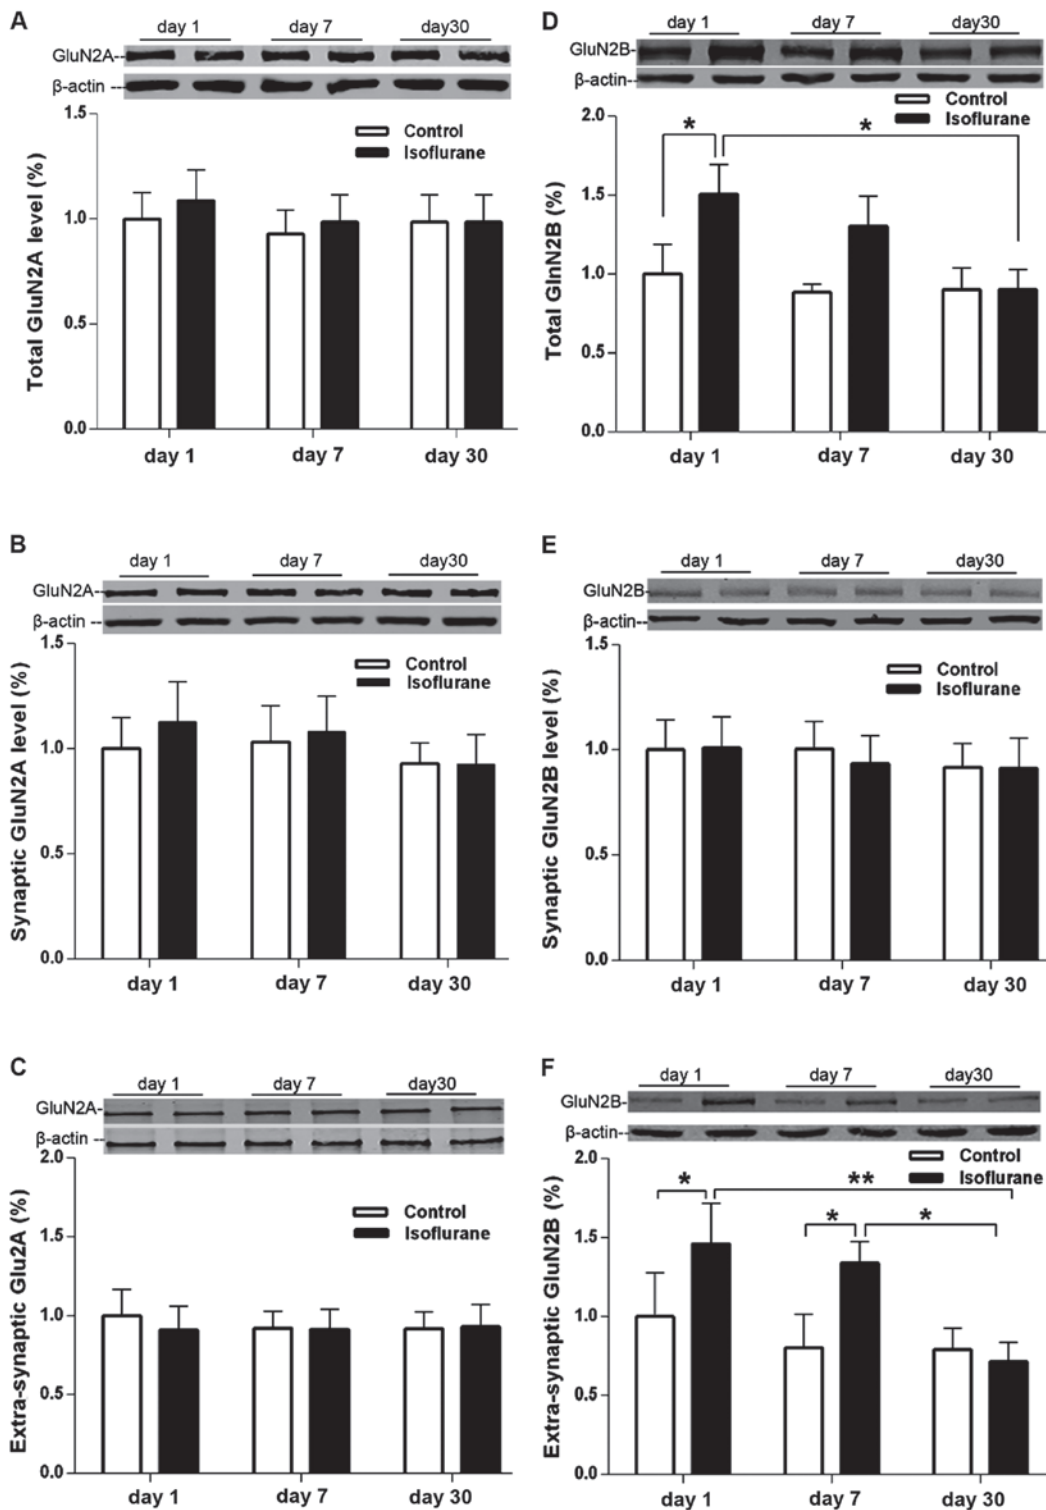 A
day 1 day 7 day30
GluN2A--
β-actin ---
1.5
Control
Isoflurane
1.0
0.5
0.0
Total GluN2A level (%)
day 1 day 7 day 30
D
day 1 day 7 day30
GluN2B--
β-actin--
2.0
Control
Isoflurane
* *
1.5
1.0
0.5
0.0
Total GlnN2B (%)
day 1 day 7 day 30
B
day 1 day 7 day30
GluN2A--
β-actin --
1.5
Control
Isoflurane
1.0
0.5
0.0
Synaptic GluN2A level (%)
day 1 day 7 day 30
E
day 1 day 7 day30
GluN2B-
β-actin--
1.5
Control
Isoflurane
1.0
0.5
0.0
Synaptic GluN2B level (%)
day 1 day 7 day 30
C
day 1 day 7 day30
GluN2A-
β-actin
2.0
Control
Isoflurane
1.5
1.0
0.5
0.0
Extra-synaptic Glu2A (%)
day 1 day 7 day 30
F
day 1 day 7 day30
GluN2B-
β-actin--
2.0
Control
Isoflurane
* **
* *
1.5
1.0
0.5
0.0
Extra-synaptic GluN2B (%)
day 1 day 7 day 30